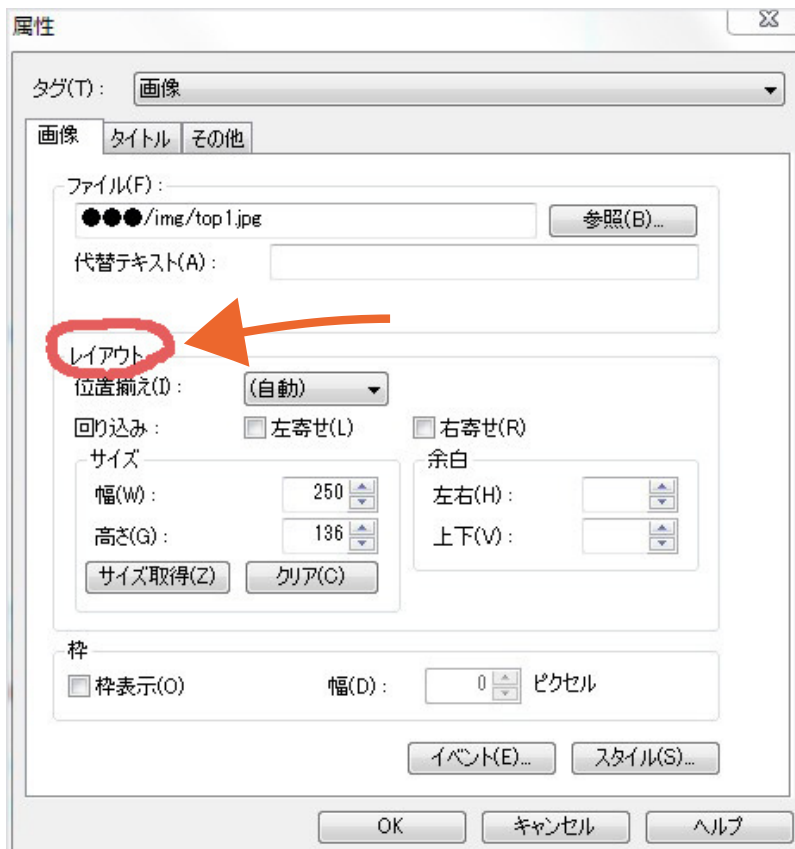 属性
タグ(T): 画像
画像 タイトル その他
ファイル(F):
●●●/img/top1.jpg 参照(B)...
代替テキスト(A):
レイアウト
位置揃え(I): (自動)
回り込み: 左寄せ(L) 右寄せ(R)
サイズ 余白
幅(W): 250 左右(H):
高さ(G): 136 上下(V):
サイズ取得(Z) クリア(C)
枠
枠表示(O) 幅(D): 0 ピクセル
イベント(E)... スタイル(S)...
OK キャンセル ヘルプ